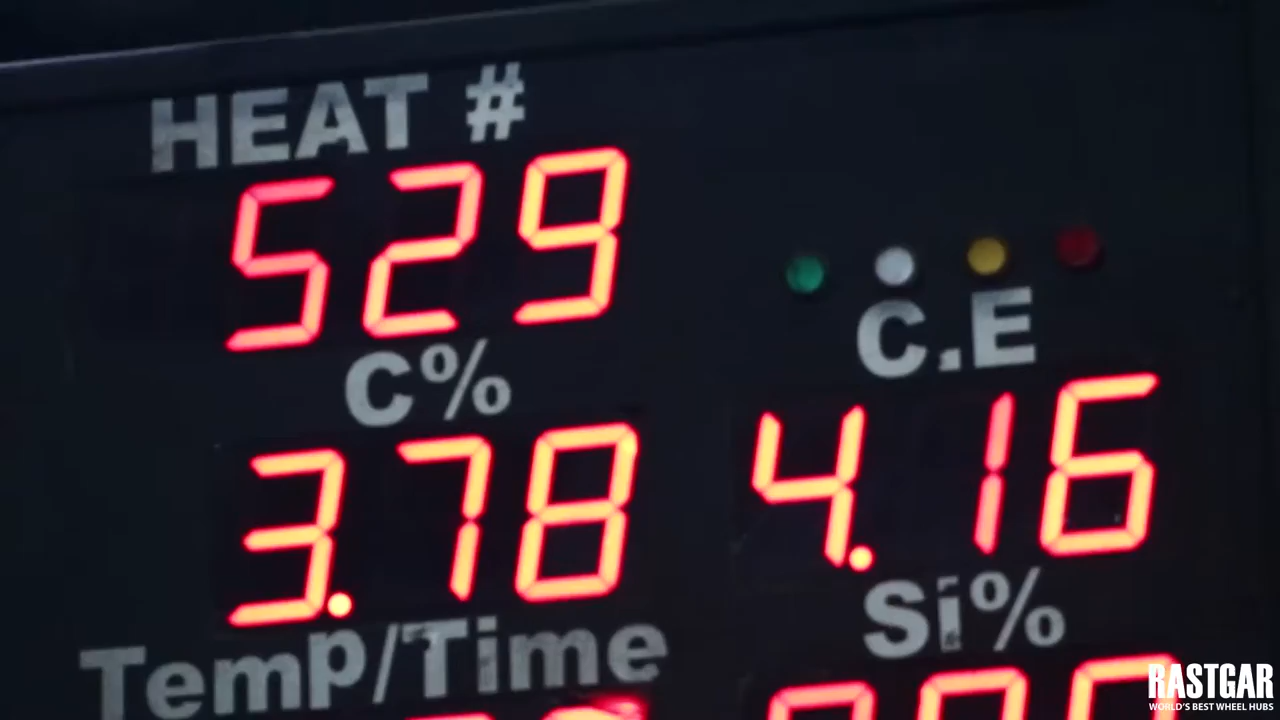 HEAT #
529
C%
3.78
C.E
4.16
Temp/Time
Si%
RASTGAR
WORLD'S BEST WHEEL HUBS